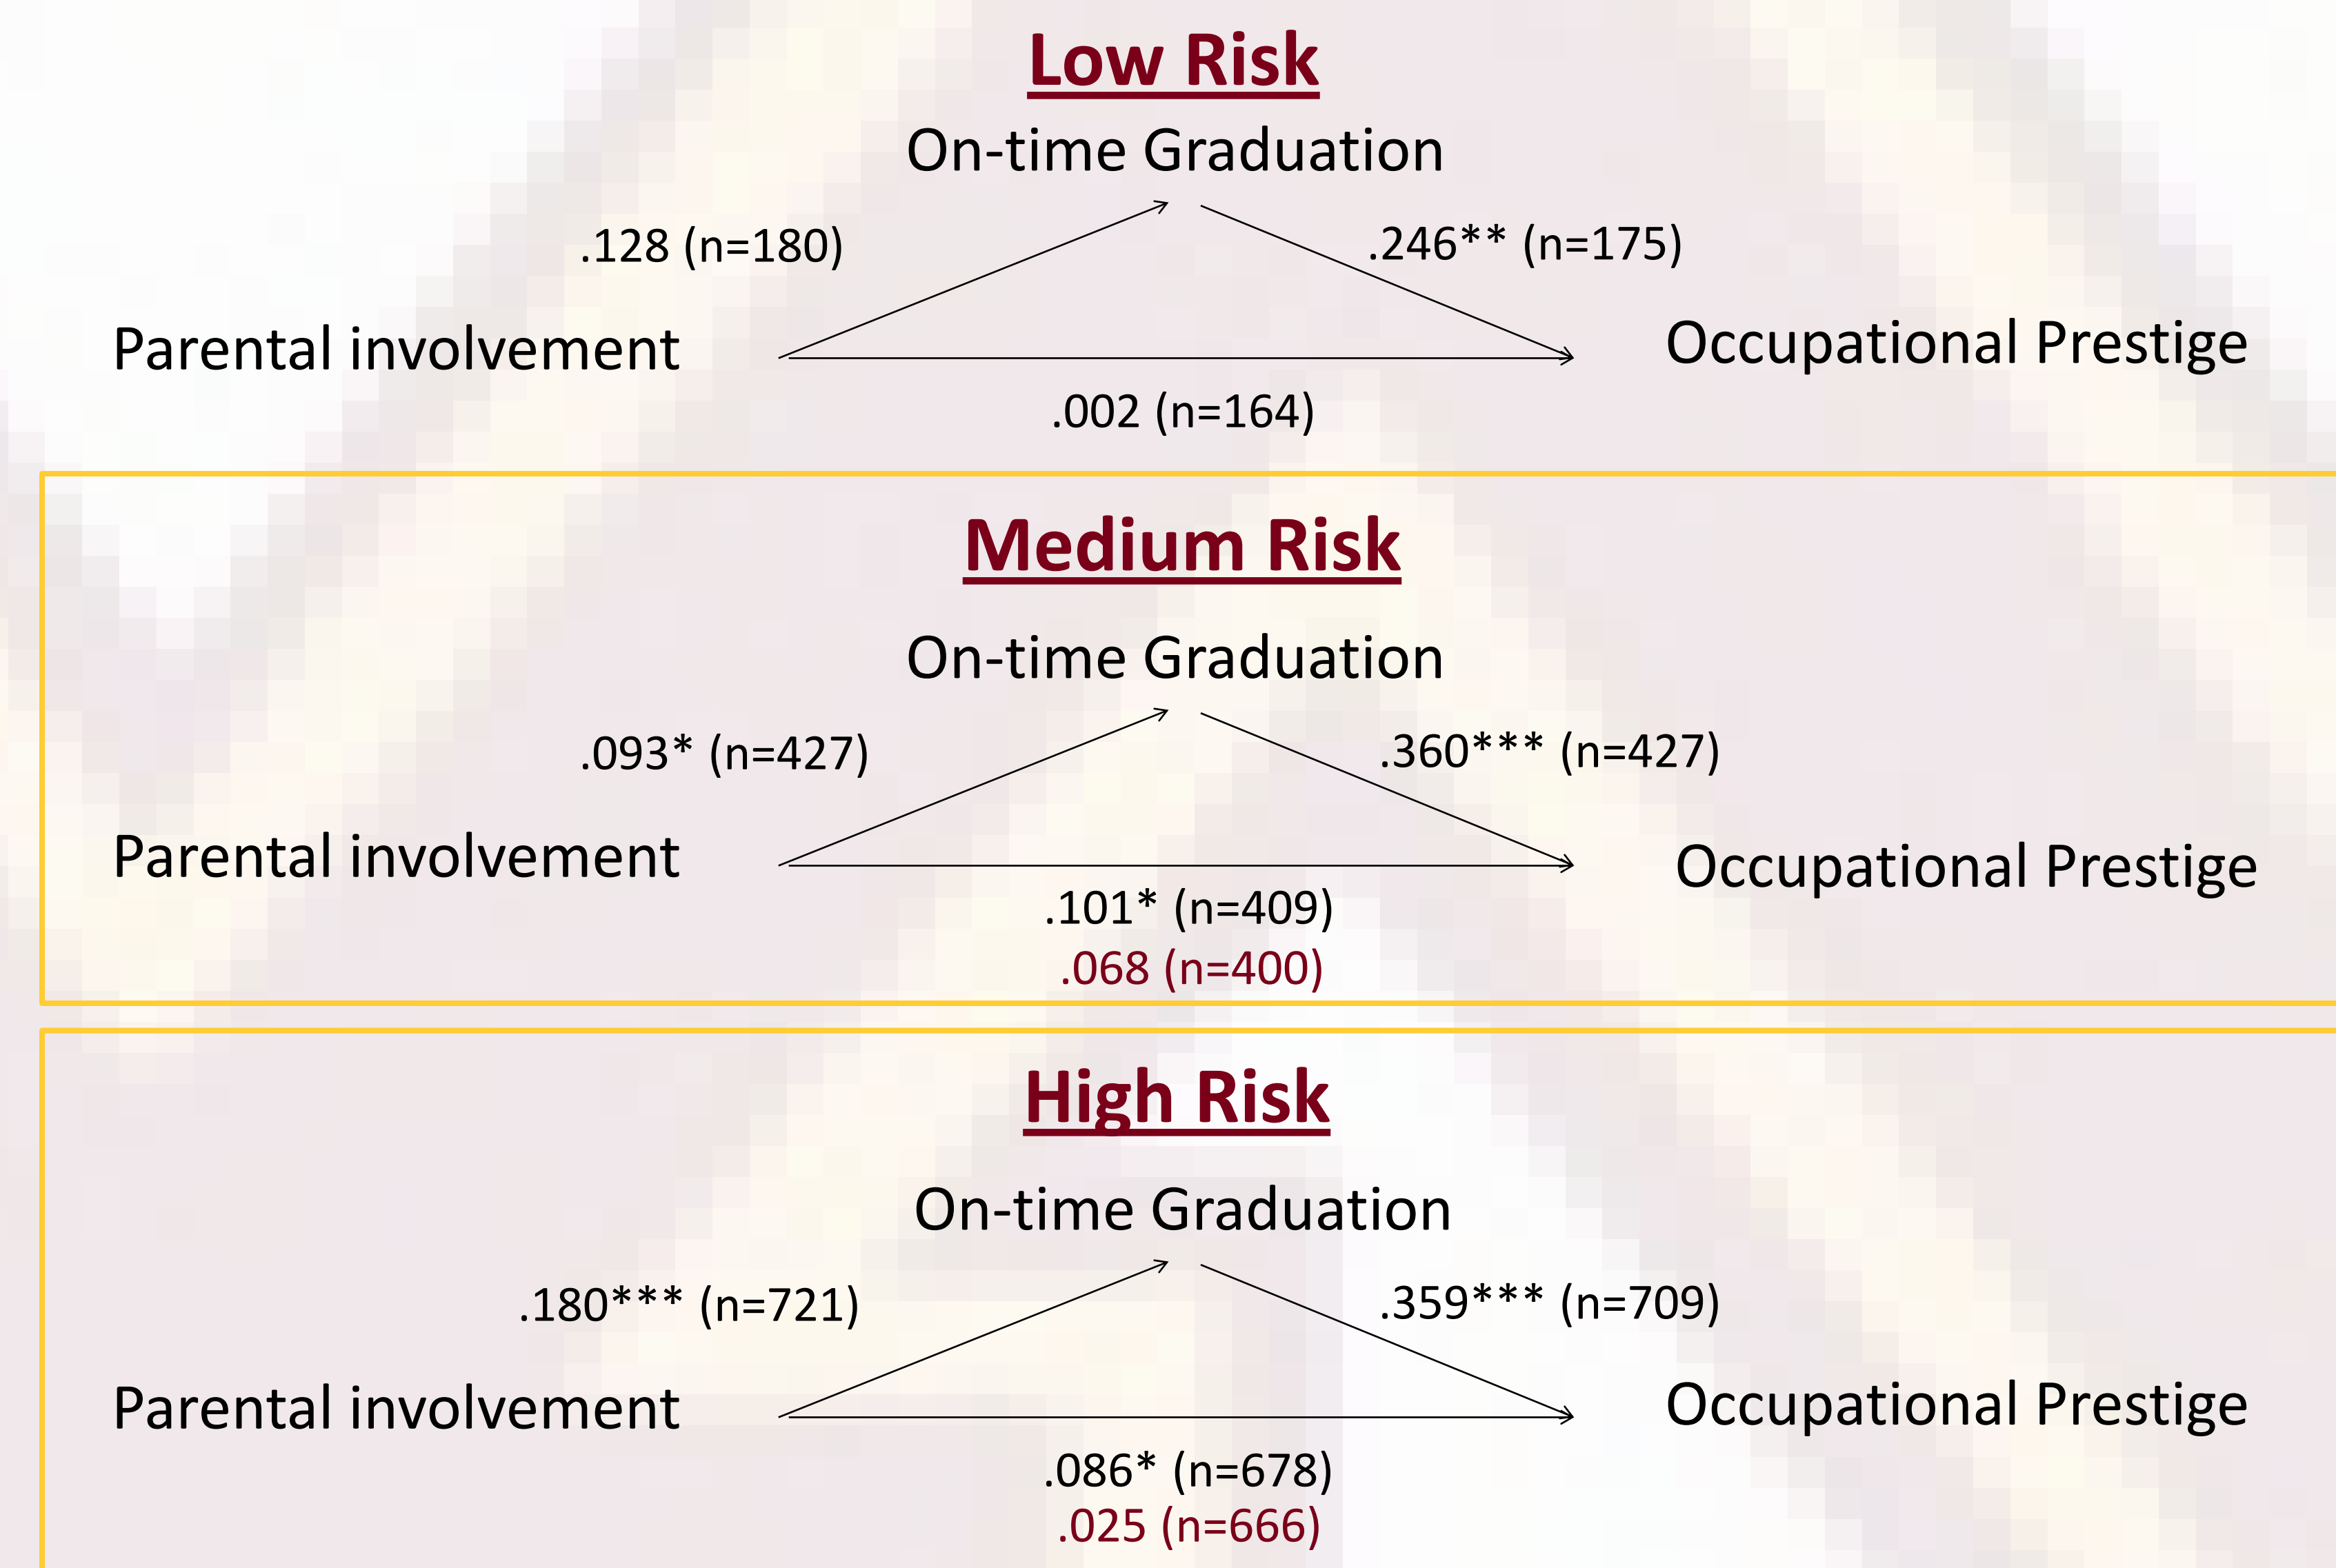 Low Risk
On-time Graduation
.128 (n=180)
.246** (n=175)
Parental involvement
Occupational Prestige
.002 (n=164)
Medium Risk
On-time Graduation
.093* (n=427)
.360*** (n=427)
Parental involvement
Occupational Prestige
.101* (n=409)
.068 (n=400)
High Risk
On-time Graduation
.180*** (n=721)
.359*** (n=709)
Parental involvement
Occupational Prestige
.086* (n=678)
.025 (n=666)